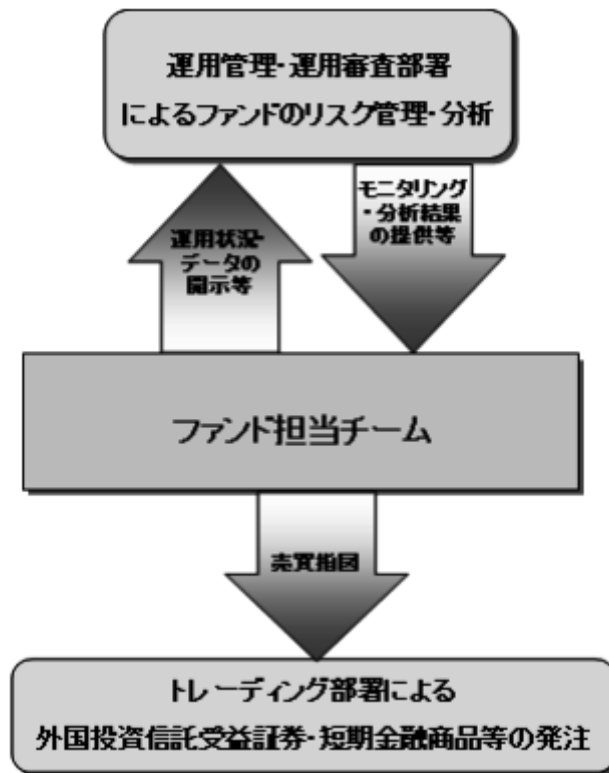 運用管理・運用審査部署
によるファンドのリスク管理・分析
運用状況・
データの
開示等
モニタリング
・分析結果
の提供等
ファンド担当チーム
売買指図
トレーディング部署による
外国投資信託受益証券・短期金融商品等の発注